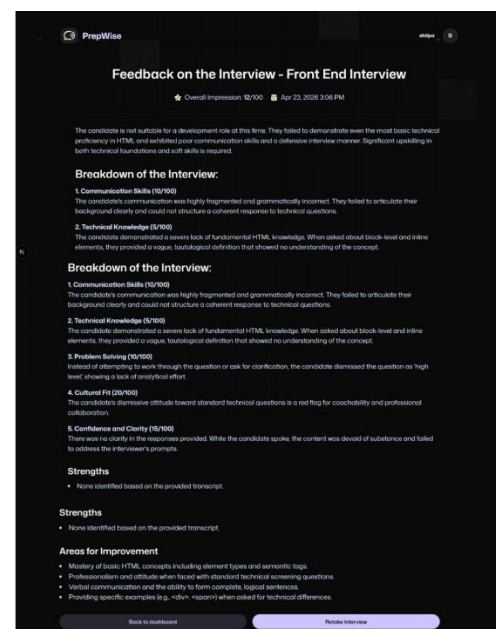 PrepWise
shilpa
S
Feedback on the Interview - Front End Interview
Overall Impression: 12/100 Apr 23, 2026 3:06 PM
The candidate is not suitable for a development role at this time. They failed to demonstrate even the most basic technical
proficiency in HTML and exhibited poor communication skills and a defensive interview manner. Significant upskilling in
both technical foundations and soft skills is required.
Breakdown of the Interview:
1. Communication Skills (10/100)
The candidate's communication was highly fragmented and grammatically incorrect. They failed to articulate their
background clearly and could not structure a coherent response to technical questions.
2. Technical Knowledge (5/100)
The candidate demonstrated a severe lack of fundamental HTML knowledge. When asked about block-level and inline
elements, they provided a vague, tautological definition that showed no understanding of the concept.
N
Breakdown of the Interview:
1. Communication Skills (10/100)
The candidate's communication was highly fragmented and grammatically incorrect. They failed to articulate their
background clearly and could not structure a coherent response to technical questions.
2. Technical Knowledge (5/100)
The candidate demonstrated a severe lack of fundamental HTML knowledge. When asked about block-level and inline
elements, they provided a vague, tautological definition that showed no understanding of the concept.
3. Problem Solving (10/100)
Instead of attempting to work through the question or ask for clarification, the candidate dismissed the question as 'high
level,' showing a lack of analytical effort.
4. Cultural Fit (20/100)
The candidate's dismissive attitude toward standard technical questions is a red flag for coachability and professional
collaboration.
5. Confidence and Clarity (15/100)
There was no clarity in the responses provided. While the candidate spoke, the content was devoid of substance and failed
to address the interviewer's prompts.
Strengths
• None identified based on the provided transcript.
Strengths
• None identified based on the provided transcript.
Areas for Improvement
• Mastery of basic HTML concepts including element types and semantic tags.
• Professionalism and attitude when faced with standard technical screening questions.
• Verbal communication and the ability to form complete, logical sentences.
• Providing specific examples (e.g., <div>, <span>) when asked for technical differences.
Back to dashboard
Retake Interview